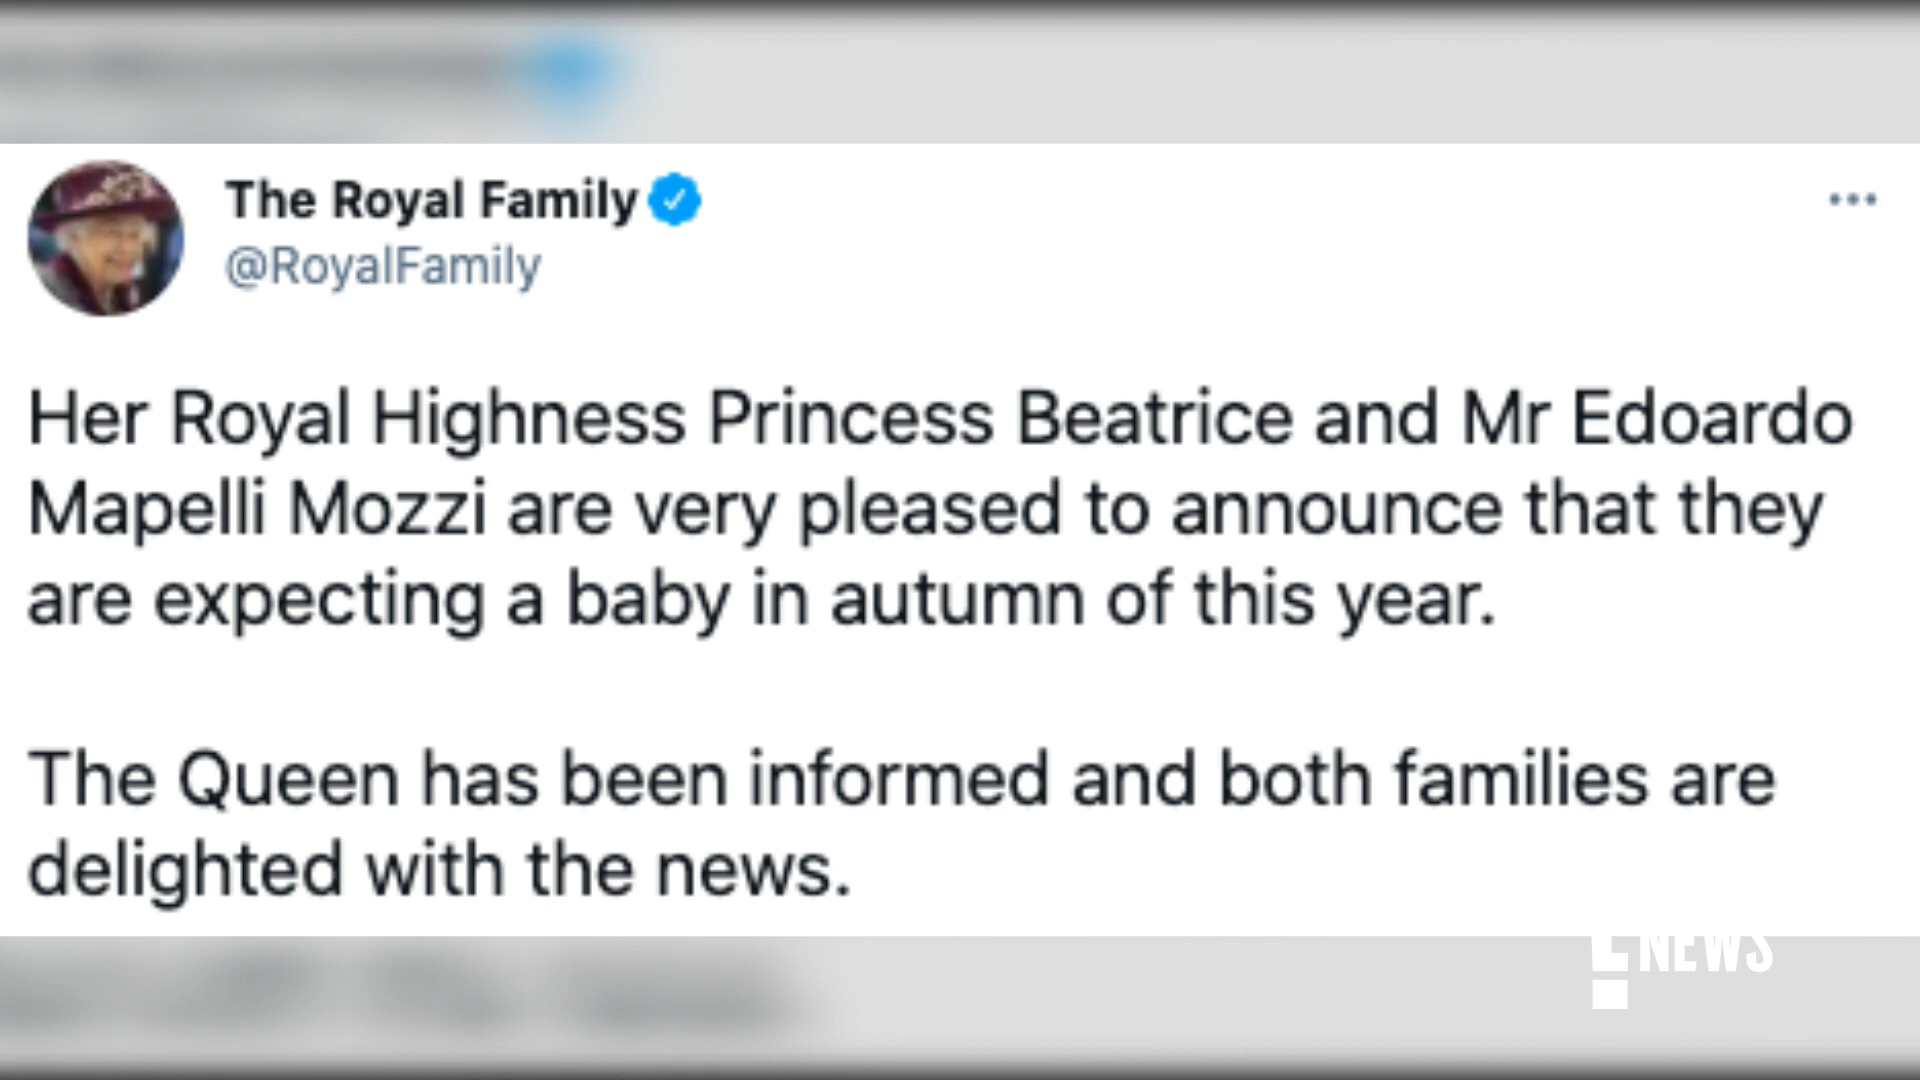 The Royal Family
@RoyalFamily
Her Royal Highness Princess Beatrice and Mr Edoardo
Mapelli Mozzi are very pleased to announce that they
are expecting a baby in autumn of this year.
The Queen has been informed and both families are
delighted with the news.
E! NEWS